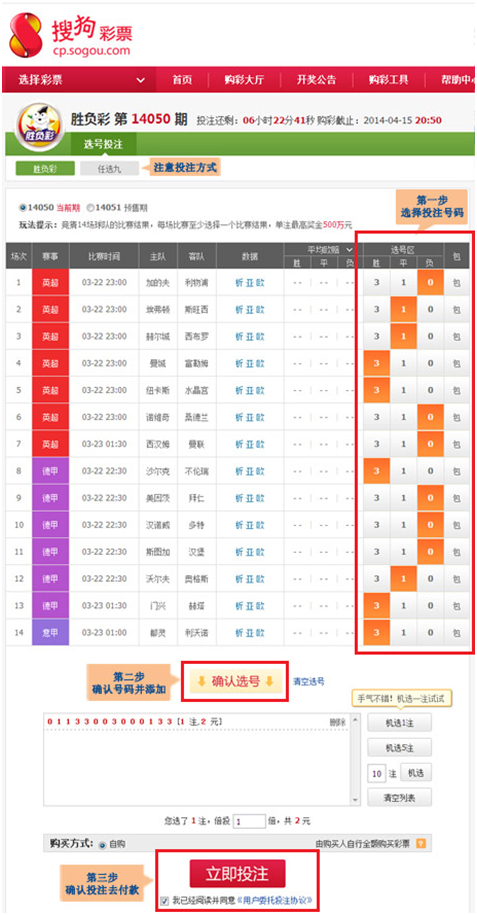 搜狗彩票
cp.sogou.com
选择彩票 首页 购彩大厅 开奖公告 购彩工具 帮助中心
胜负彩 第 14050 期 投注还剩：06小时22分41秒 购彩截止：2014-04-15 20:50
胜负彩
选号投注
胜负彩 任选九 注意投注方式
第一步
选择投注号码
14050 当前期 14051 预售期
玩法提示：竞猜14场球队的比赛结果，每场比赛至少选择一个比赛结果，单注最高奖金500万元
场次 赛事 比赛时间 主队 客队 数据 平均欧赔 选号区 包
胜 平 负 胜 平 负
1 英超 03-22 23:00 加的夫 利物浦 析 亚 欧 -- -- -- 3 1 0 包
2 英超 03-22 23:00 埃弗顿 斯旺西 析 亚 欧 -- -- -- 3 1 0 包
3 英超 03-22 23:00 赫尔城 西布罗 析 亚 欧 -- -- -- 3 1 0 包
4 英超 03-22 23:00 曼城 富勒姆 析 亚 欧 -- -- -- 3 1 0 包
5 英超 03-22 23:00 纽卡斯 水晶宫 析 亚 欧 -- -- -- 3 1 0 包
6 英超 03-22 23:00 诺维奇 桑德兰 析 亚 欧 -- -- -- 3 1 0 包
7 英超 03-23 01:30 西汉姆 曼联 析 亚 欧 -- -- -- 3 1 0 包
8 德甲 03-22 22:30 沙尔克 不伦瑞 析 亚 欧 -- -- -- 3 1 0 包
9 德甲 03-22 22:30 美因茨 拜仁 析 亚 欧 -- -- -- 3 1 0 包
10 德甲 03-22 22:30 汉诺威 多特 析 亚 欧 -- -- -- 3 1 0 包
11 德甲 03-22 22:30 斯图加 汉堡 析 亚 欧 -- -- -- 3 1 0 包
12 德甲 03-22 22:30 沃尔夫 奥格斯 析 亚 欧 -- -- -- 3 1 0 包
13 德甲 03-23 01:30 门兴 赫塔 析 亚 欧 -- -- -- 3 1 0 包
14 意甲 03-23 01:00 都灵 利沃诺 析 亚 欧 -- -- -- 3 1 0 包
第二步
确认号码并添加
确认选号 清空选号
手气不错！机选一注试试
0 1 1 3 3 0 0 3 0 0 0 1 3 3 [1 注,2 元] 删除
机选1注
机选5注
10 注 机选
清空列表
您选了 1 注，倍投 1 倍，共 2 元
购买方式： 自购 由购买人自行全额购买彩票 ?
第三步
确认投注去付款
立即投注
我已经阅读并同意《用户委托投注协议》